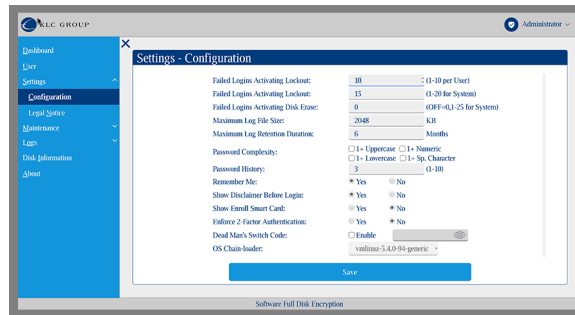 KLC GROUP
Administrator
Dashboard
User
Settings
Configuration
Legal Notice
Maintenance
Logs
Disk Information
About
Settings - Configuration
Failed Logins Activating Lockout: 10 (1-10 per User)
Failed Logins Activating Lockout: 15 (1-20 for System)
Failed Logins Activating Disk Erase: 0 (OFF=0,1-25 for System)
Maximum Log File Size: 2048 KB
Maximum Log Retention Duration: 6 Months
Password Complexity: 1+ Uppercase 1+ Numeric
1+ Lowercase 1+ Sp. Character
Password History: 3 (1-10)
Remember Me: Yes No
Show Disclaimer Before Login: Yes No
Show Enroll Smart Card: Yes No
Enforce 2-Factor Authentication: Yes No
Dead Man's Switch Code: Enable
OS Chain-loader: vmlinuz-5.4.0-94-generic
Save
Software Full Disk Encryption